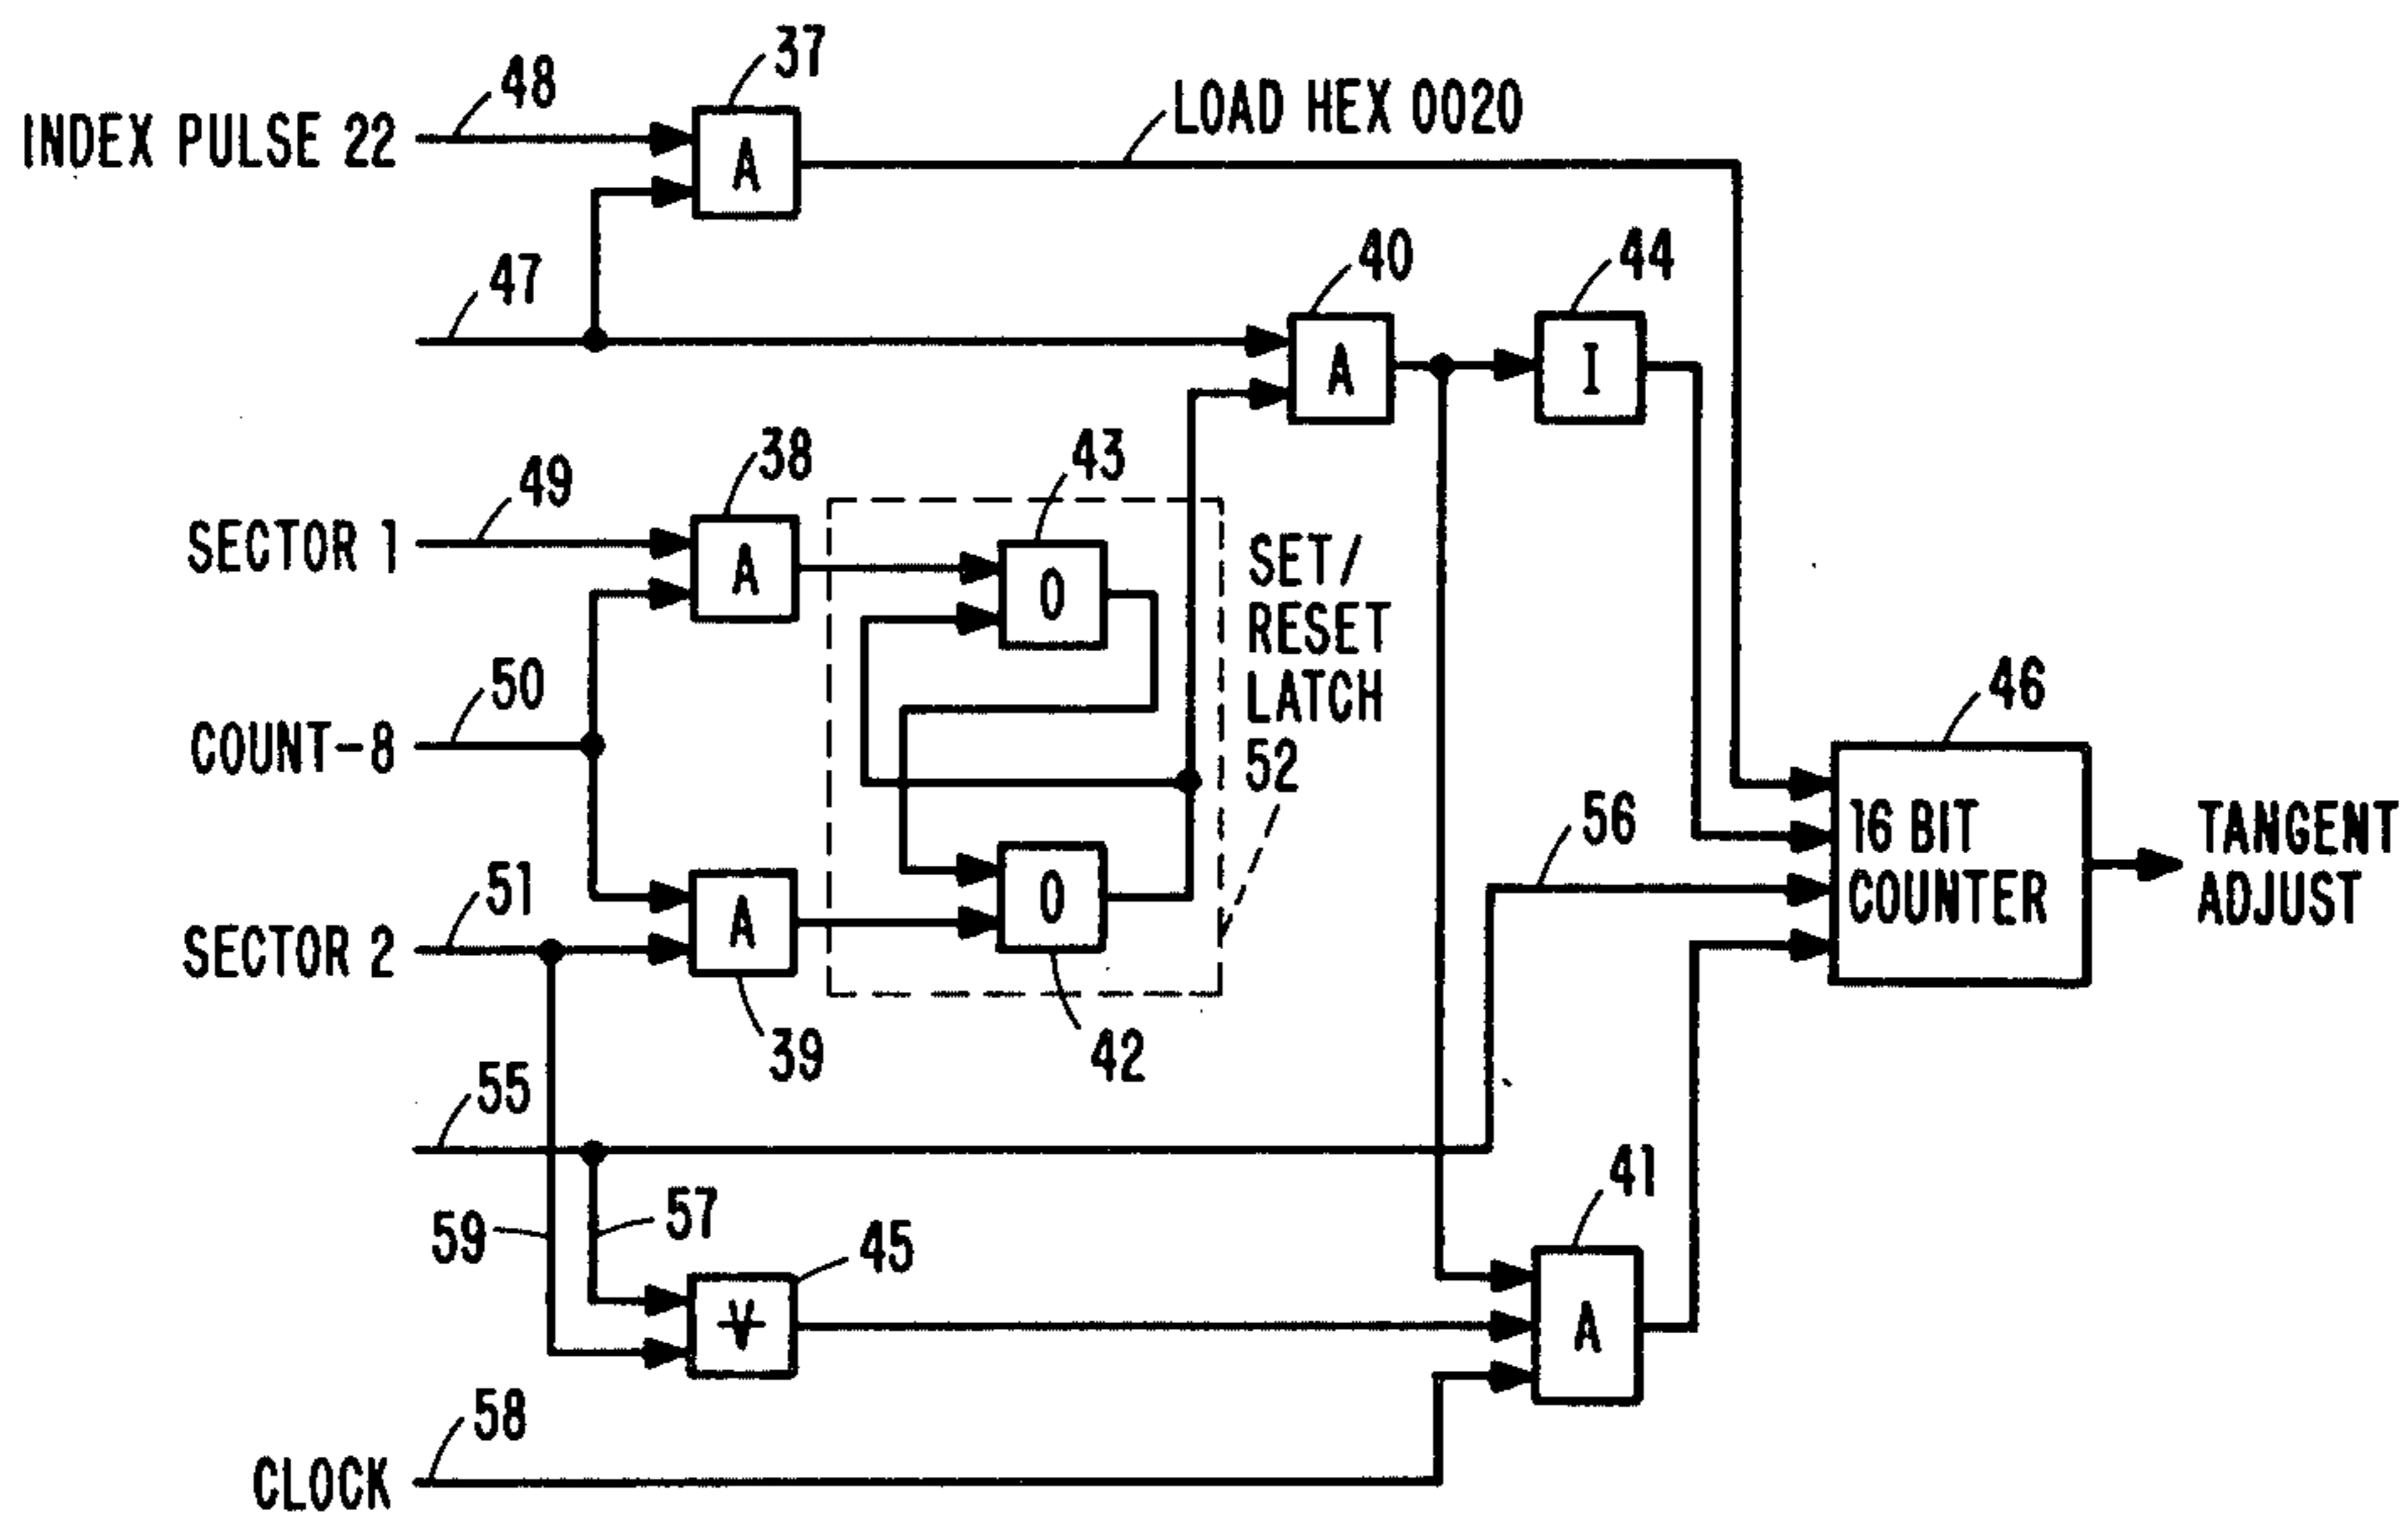 37
48
INDEX PULSE 22
A
LOAD HEX 0020
47
40
44
A
I
49
38
43
SECTOR 1
A
O
SET/
RESET
LATCH
52
50
COUNT-8
46
16 BIT
COUNTER
TANGENT
ADJUST
56
51
SECTOR 2
A
O
39
42
55
59
57
45
41
V
A
58
CLOCK